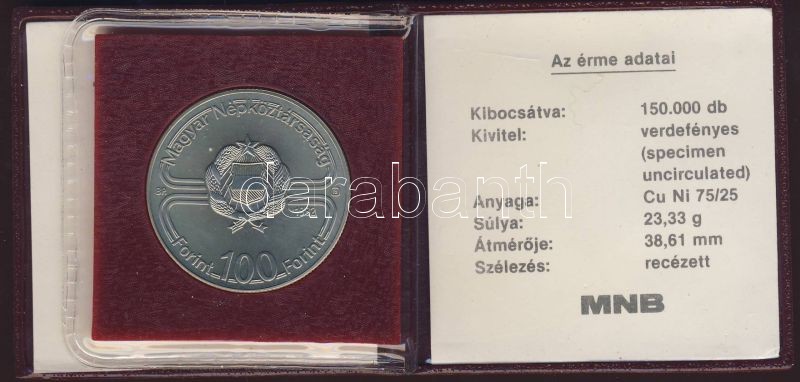 Magyar Népköztársaság
BP.
Forint 100 Forint
Az érme adatai
Kibocsátva: 150.000 db
Kivitel: verdefényes
(specimen
uncirculated)
Anyaga: Cu Ni 75/25
Súlya: 23,33 g
Átmérője: 38,61 mm
Szélezés: recézett
MNB
darabanth